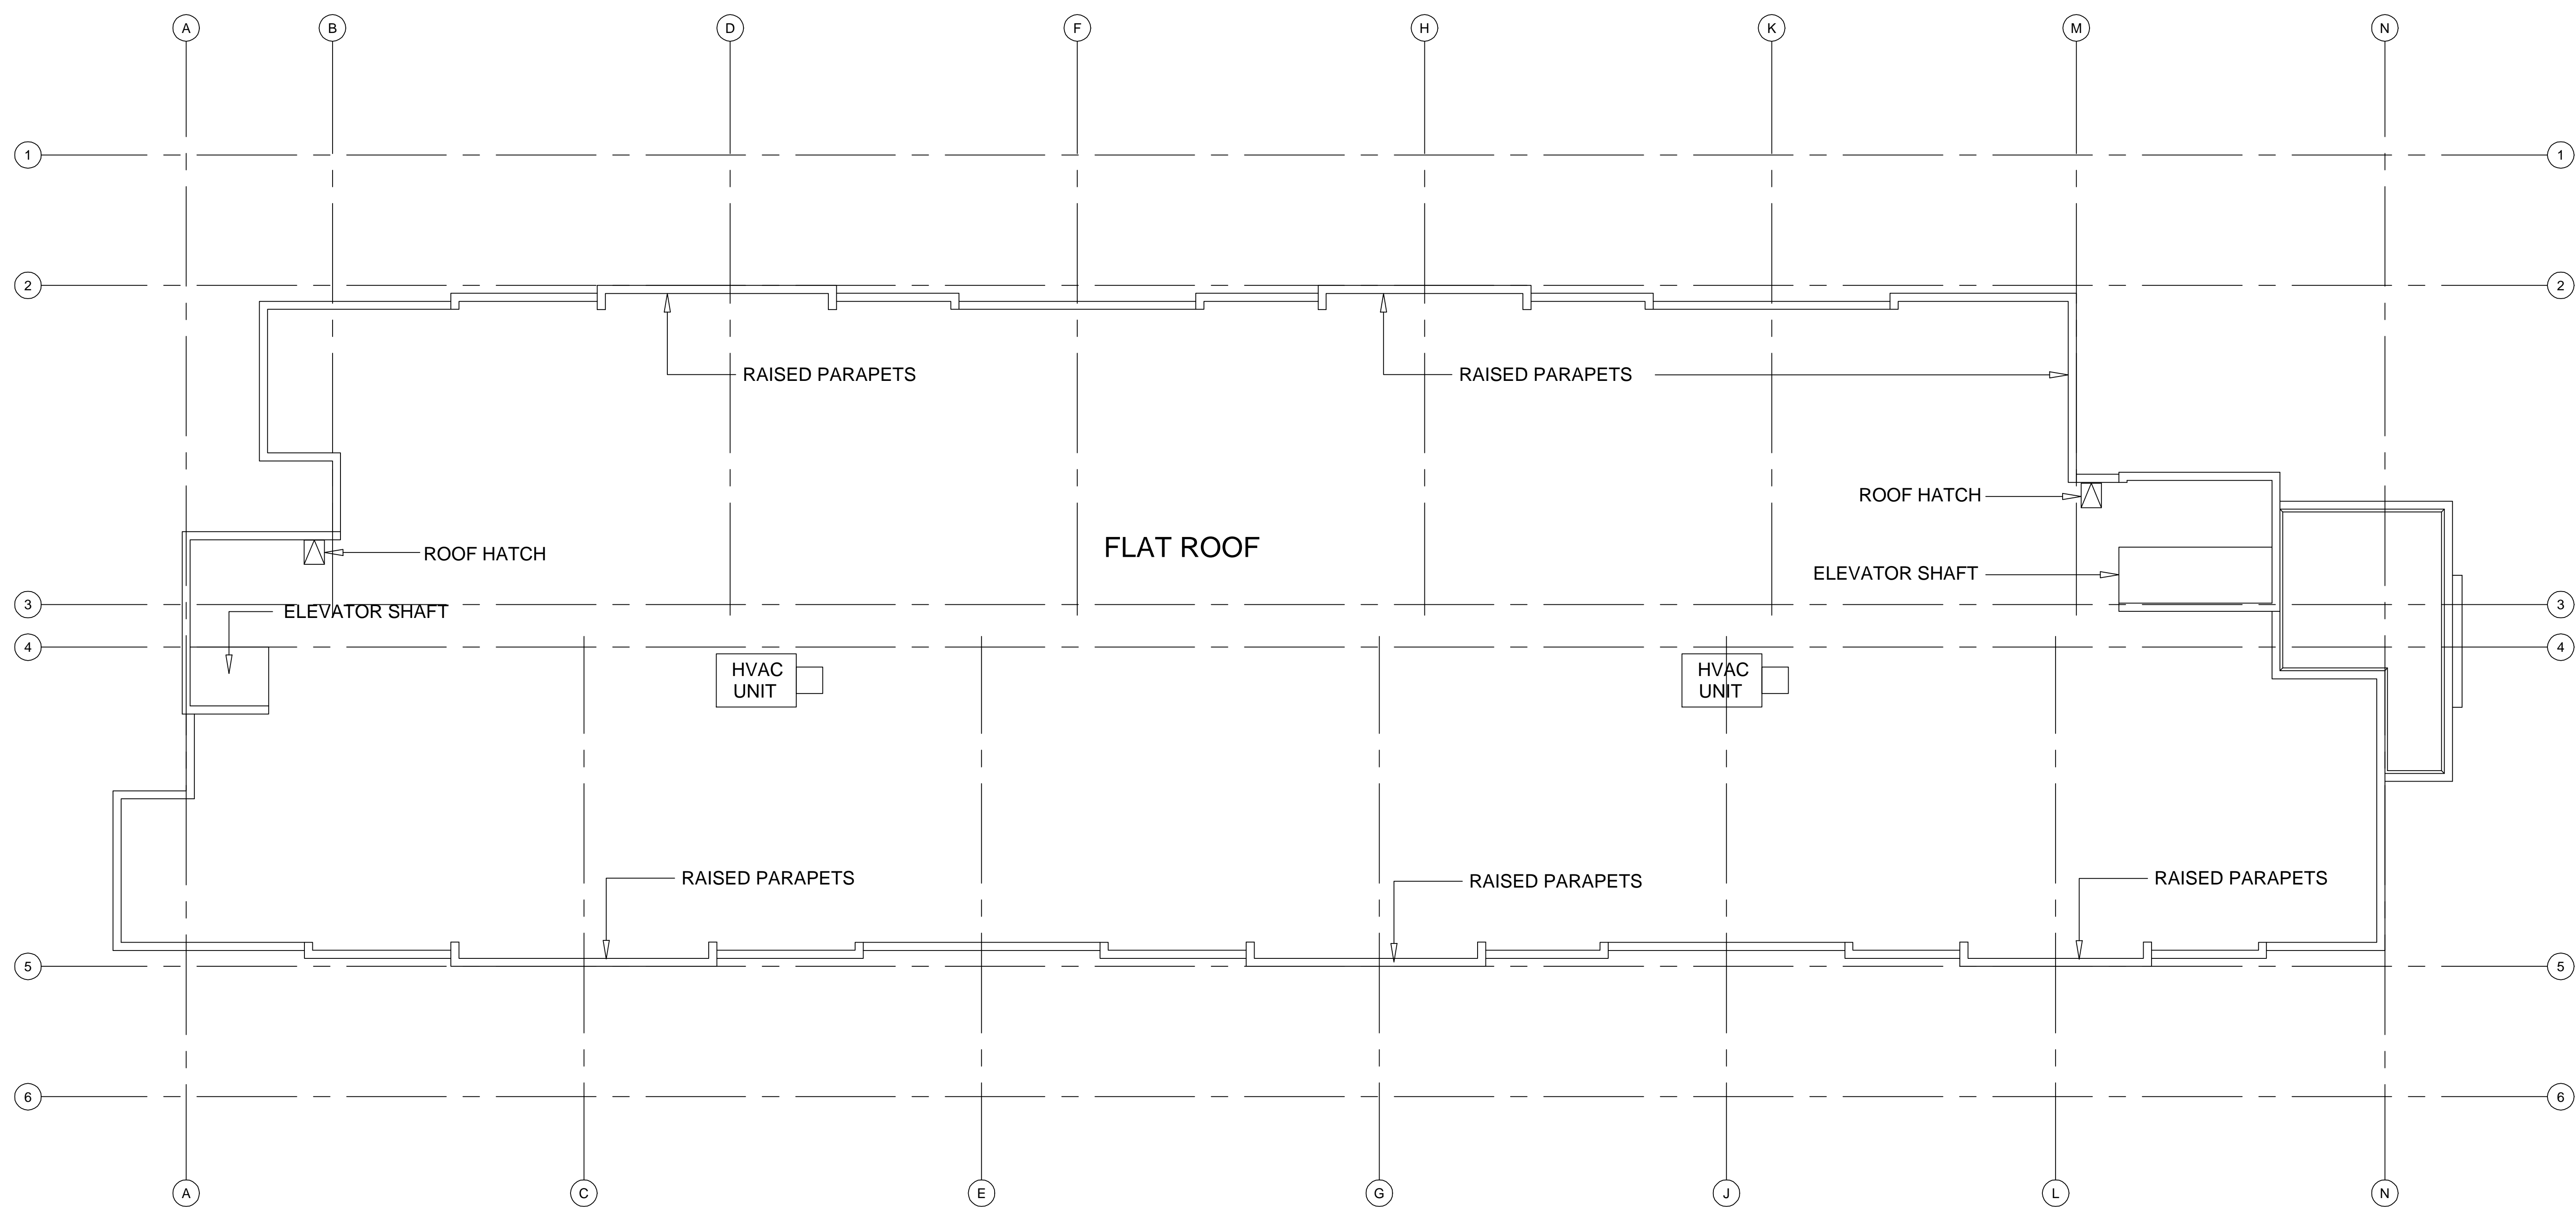 A B D F H K M N
1 1
2 2
RAISED PARAPETS RAISED PARAPETS
ROOF HATCH
FLAT ROOF
ROOF HATCH
ELEVATOR SHAFT
3 3
ELEVATOR SHAFT
4 4
HVAC
UNIT
HVAC
UNIT
RAISED PARAPETS RAISED PARAPETS RAISED PARAPETS
5 5
6 6
A C E G J L N